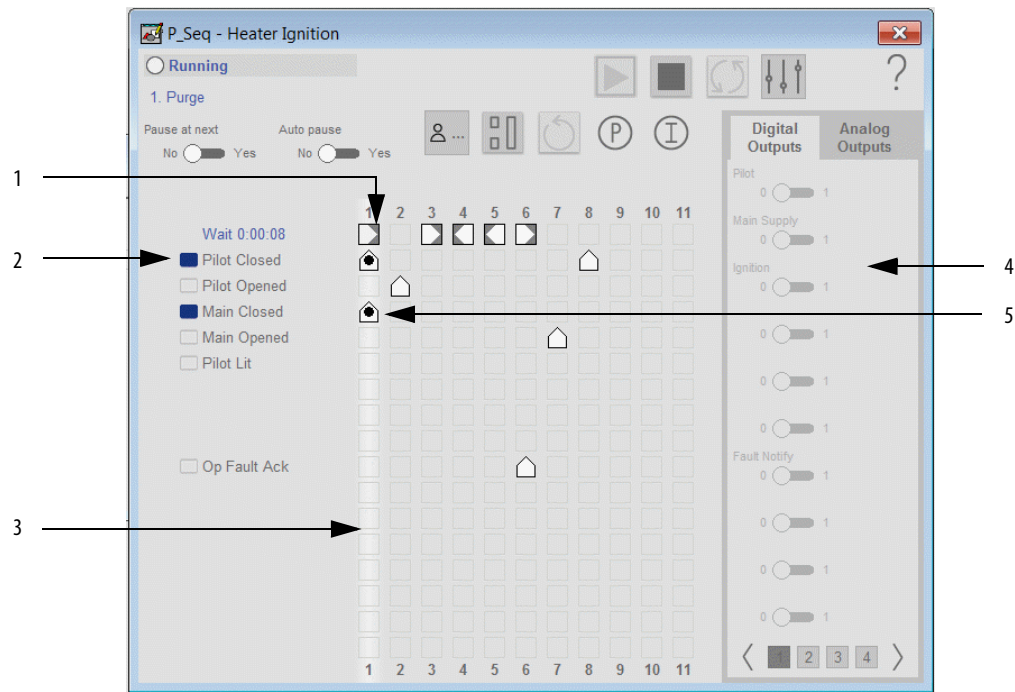 P_Seq - Heater Ignition
Running
1. Purge
Pause at next
No Yes
Auto pause
No Yes
P
I
?
Digital Outputs
Analog Outputs
1 2 3 4 5 6 7 8 9 10 11
Wait 0:00:08
Pilot Closed
Pilot Opened
Main Closed
Main Opened
Pilot Lit
Op Fault Ack
1 2 3 4 5 6 7 8 9 10 11
Pilot
0 1
Main Supply
0 1
Ignition
0 1
0 1
0 1
0 1
Fault Notify
0 1
0 1
0 1
0 1
1 2 3 4
1
2
3
4
5